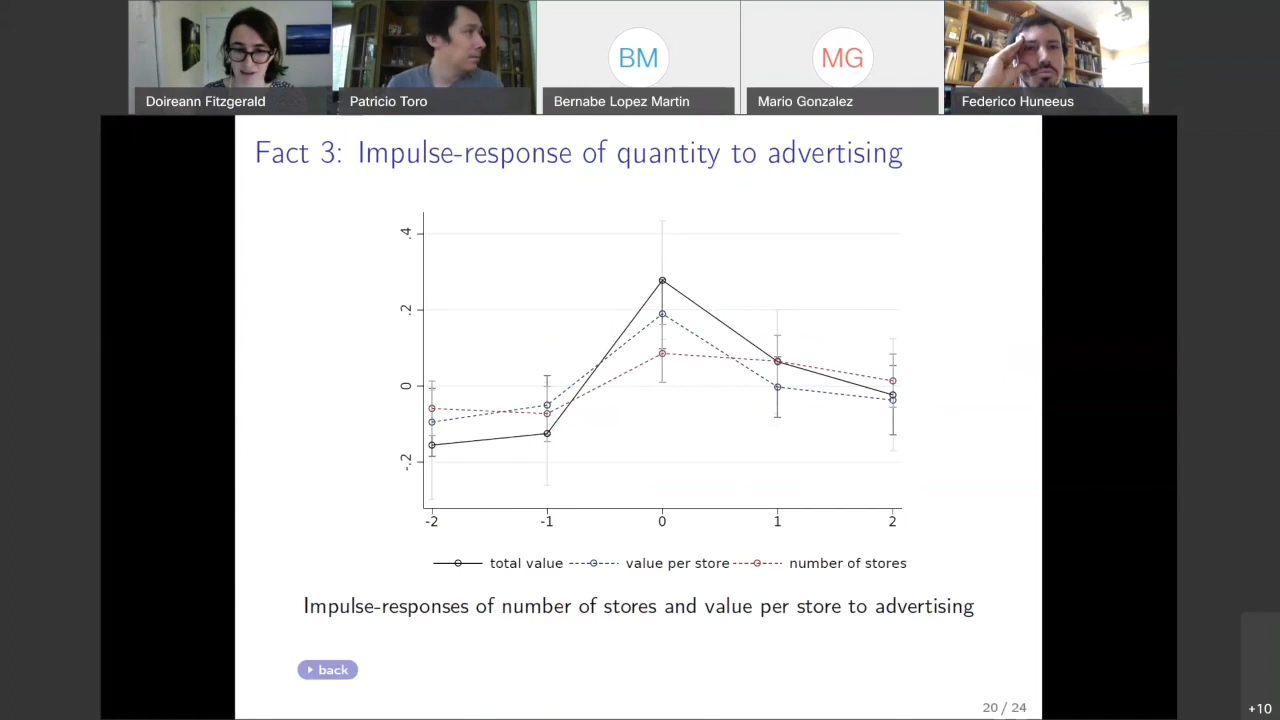 BM
MG
Doireann Fitzgerald
Patricio Toro
Bernabe Lopez Martin
Mario Gonzalez
Federico Huneeus
Fact 3: Impulse-response of quantity to advertising
.4
.2
0
-.2
-2 -1 0 1 2
total value value per store number of stores
Impulse-responses of number of stores and value per store to advertising
back
20 / 24
+10